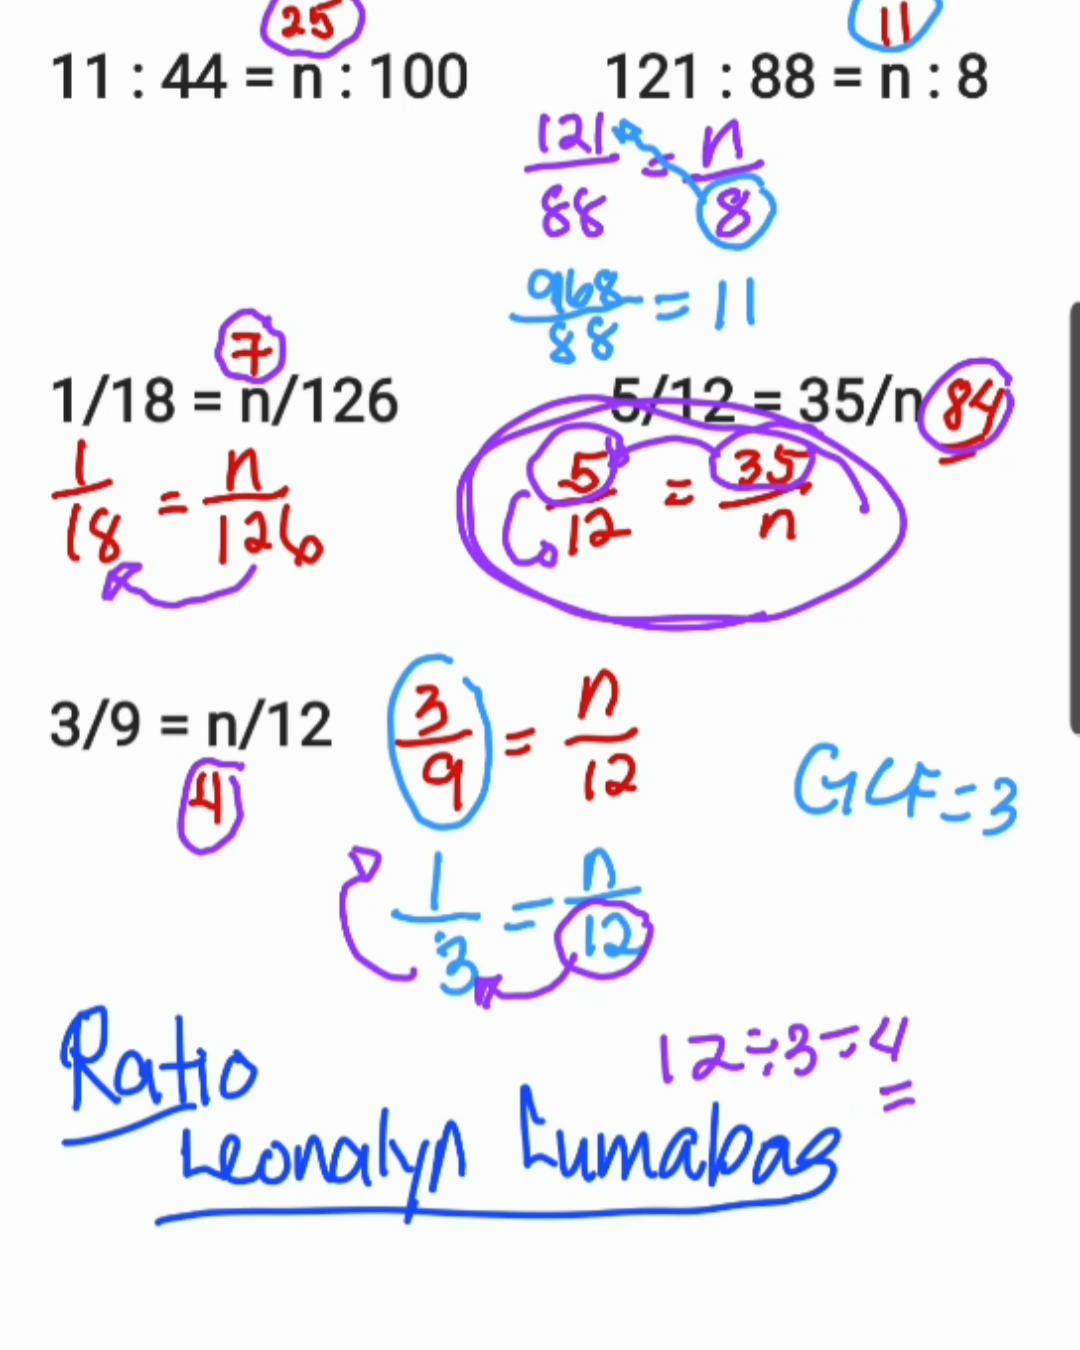 25
11 : 44 = n : 100
11
121 : 88 = n : 8
121/88 = n/8
968/88 = 11
7
1/18 = n/126
1/18 = n/126
5/12 = 35/n 84
5/12 = 35/n
3/9 = n/12
4
3/9 = n/12
GCF=3
1/3 = n/12
12÷3=4
Ratio
Leonalyn Lumabas